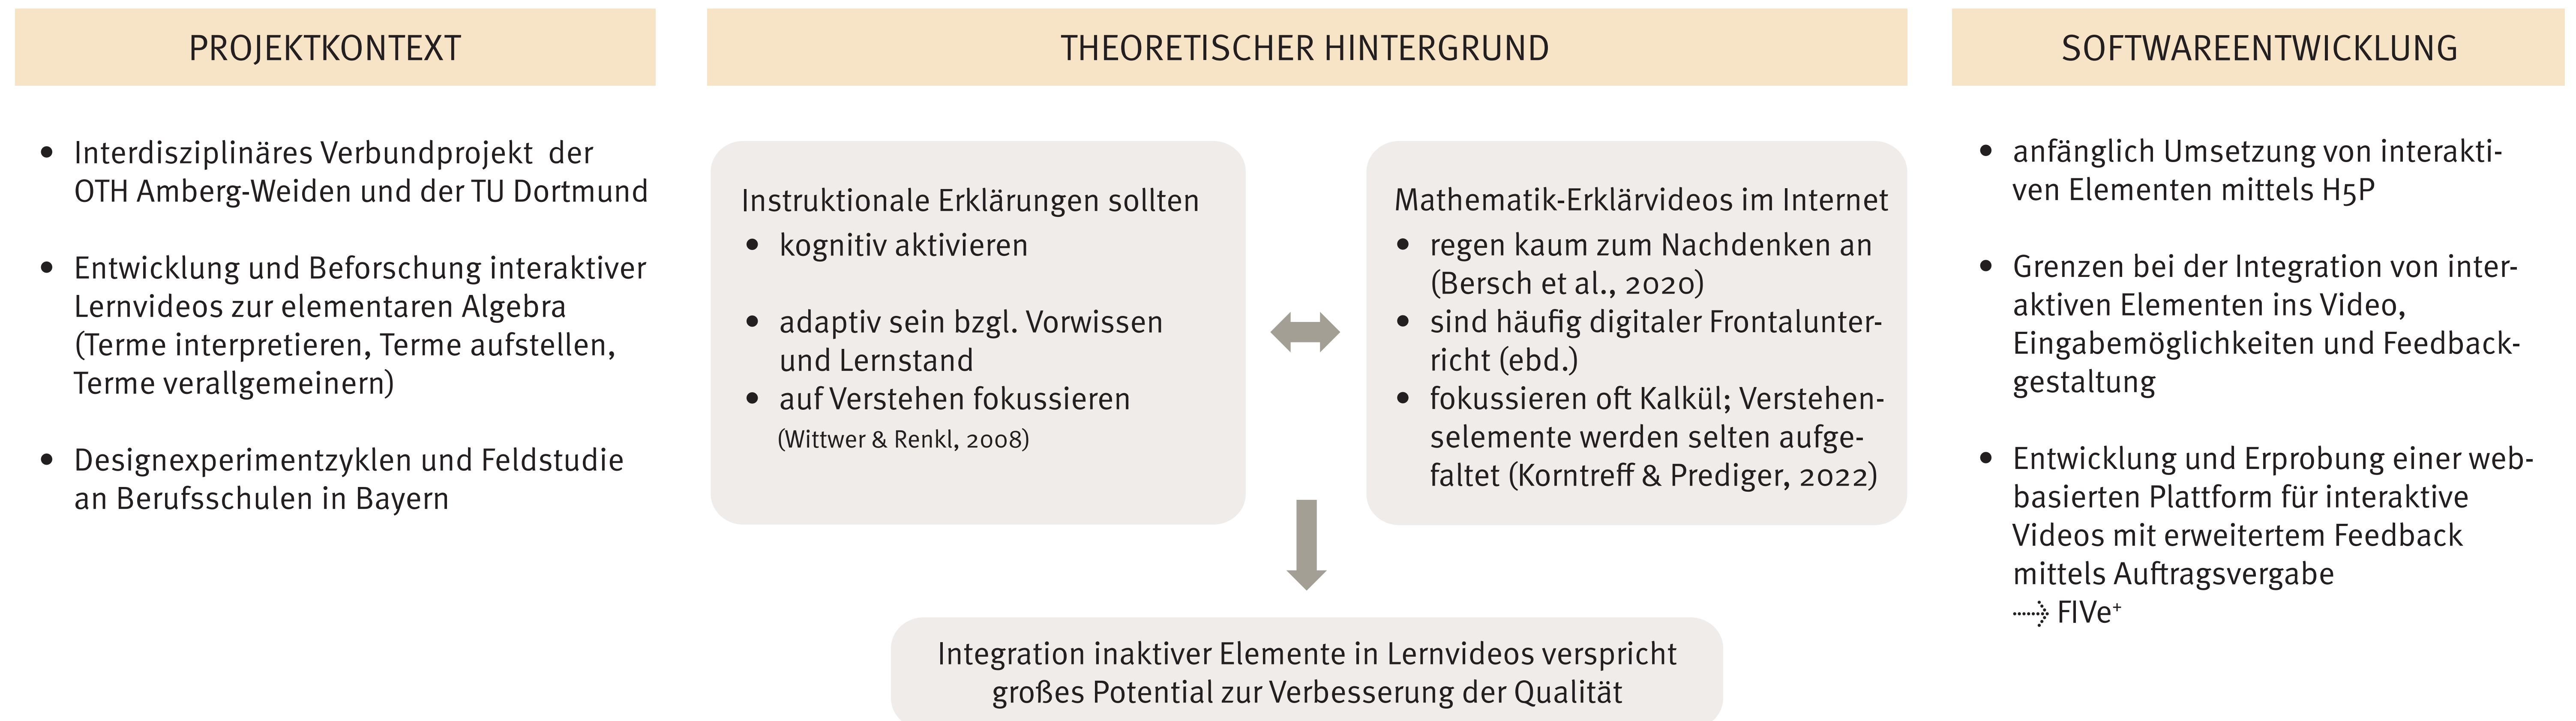 PROJEKTKONTEXT
• Interdisziplinäres Verbundprojekt der
OTH Amberg-Weiden und der TU Dortmund
• Entwicklung und Beforschung interaktiver
Lernvideos zur elementaren Algebra
(Terme interpretieren, Terme aufstellen,
Terme verallgemeinern)
• Designexperimentzyklen und Feldstudie
an Berufsschulen in Bayern
THEORETISCHER HINTERGRUND
Instruktionale Erklärungen sollten
• kognitiv aktivieren
• adaptiv sein bzgl. Vorwissen
und Lernstand
• auf Verstehen fokussieren
(Wittwer & Renkl, 2008)
Mathematik-Erklärvideos im Internet
• regen kaum zum Nachdenken an
(Bersch et al., 2020)
• sind häufig digitaler Frontalunter-
richt (ebd.)
• fokussieren oft Kalkül; Verstehen-
selemente werden selten aufge-
faltet (Korntreff & Prediger, 2022)
Integration inaktiver Elemente in Lernvideos verspricht
großes Potential zur Verbesserung der Qualität
SOFTWAREENTWICKLUNG
• anfänglich Umsetzung von interakti-
ven Elementen mittels H5P
• Grenzen bei der Integration von inter-
aktiven Elementen ins Video,
Eingabemöglichkeiten und Feedback-
gestaltung
• Entwicklung und Erprobung einer web-
basierten Plattform für interaktive
Videos mit erweitertem Feedback
mittels Auftragsvergabe
FIVe⁺